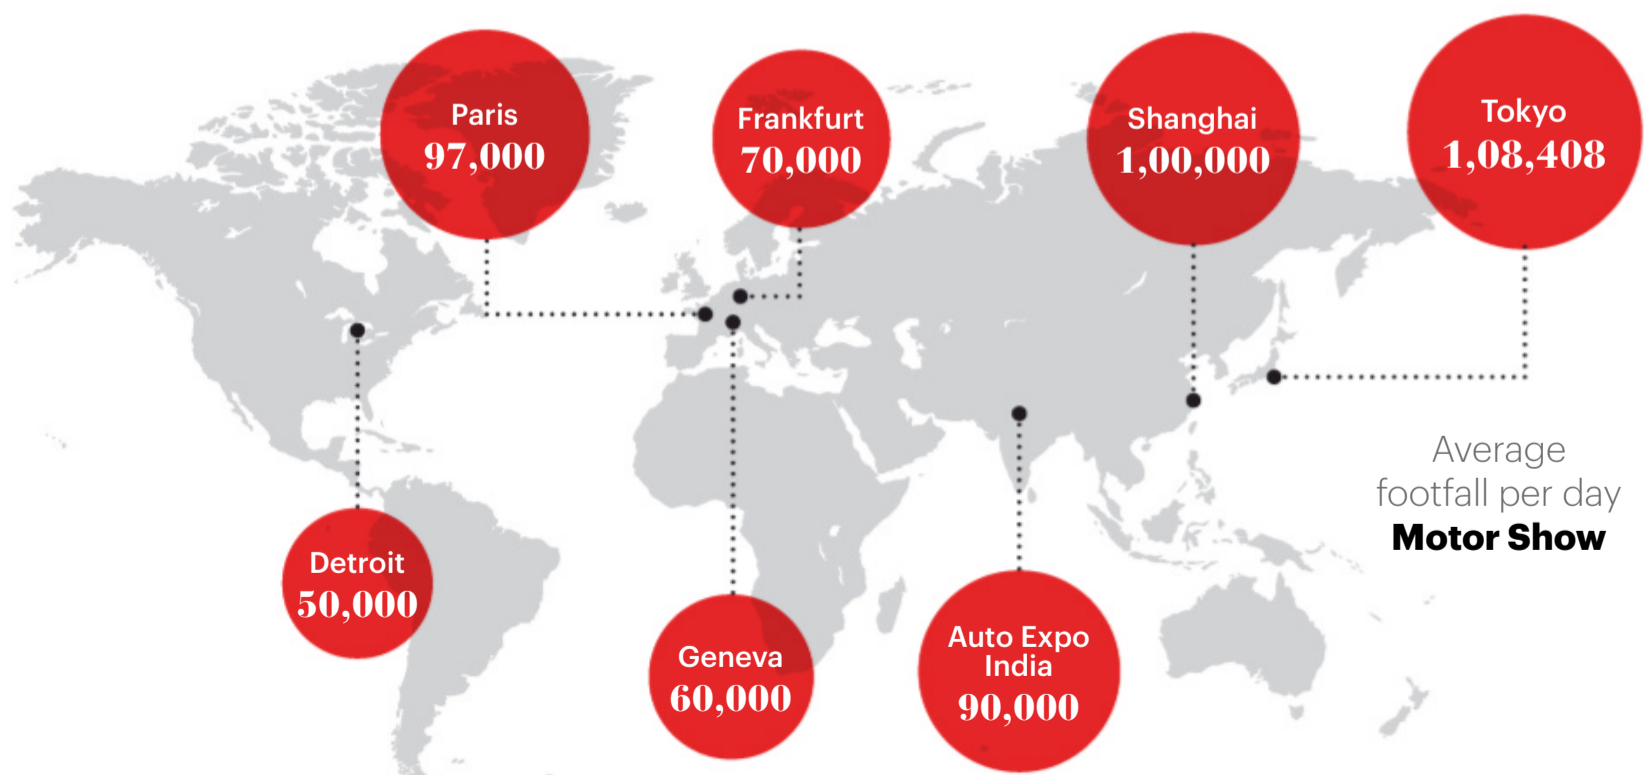 Paris
97,000
Frankfurt
70,000
Shanghai
1,00,000
Tokyo
1,08,408
Average
footfall per day
Motor Show
Detroit
50,000
Geneva
60,000
Auto Expo
India
90,000